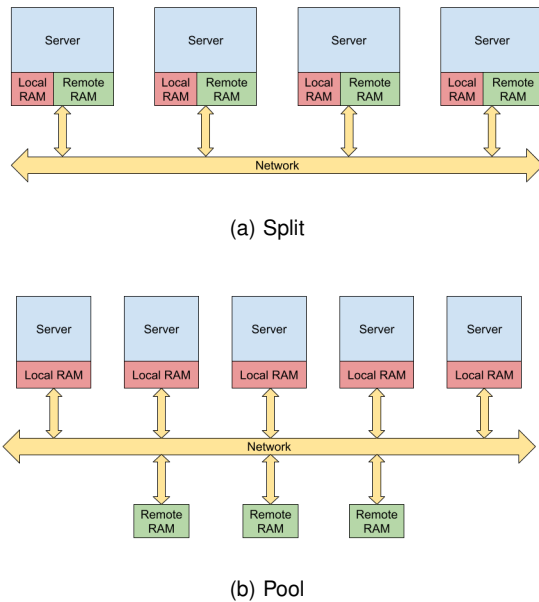 Server Server Server Server
Local RAM Remote RAM Local RAM Remote RAM Local RAM Remote RAM Local RAM Remote RAM
Network
(a) Split
Server Server Server Server Server
Local RAM Local RAM Local RAM Local RAM Local RAM
Network
Remote RAM Remote RAM Remote RAM
(b) Pool